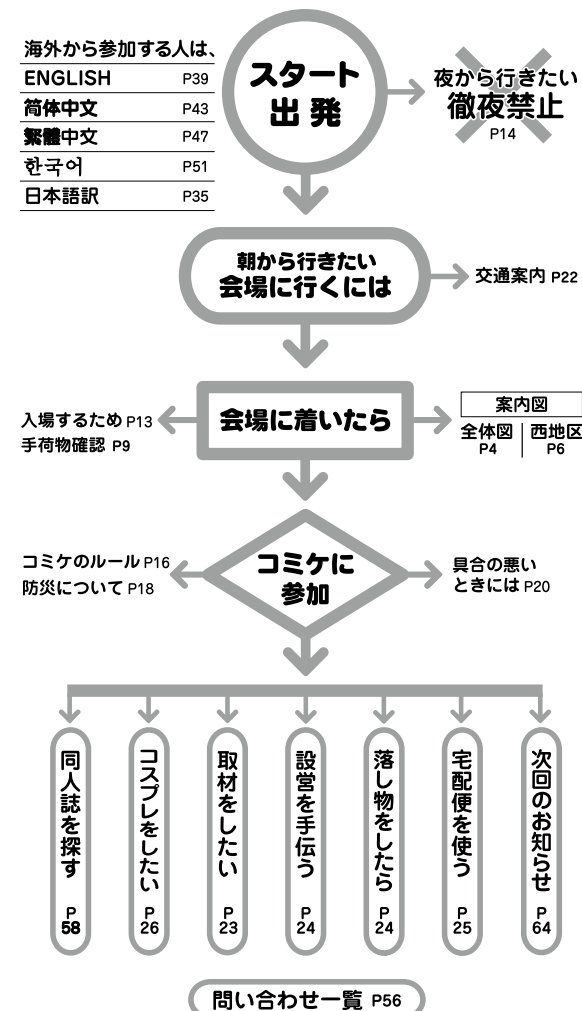 海外から参加する人は、
ENGLISH P39
简体中文 P43
繁體中文 P47
한국어 P51
日本語訳 P35
スタート
出発
夜から行きたい
徹夜禁止
P14
朝から行きたい
会場に行くには
交通案内 P22
入場するため P13
手荷物確認 P9
会場に着いたら
案内図
全体図 西地区
P4 P6
コミケのルール P16
防災について P18
コミケに
参加
具合の悪い
ときには P20
同人誌を探す P58
コスプレをしたい P26
取材をしたい P23
設営を手伝う P24
落し物をしたら P24
宅配便を使う P25
次回のお知らせ P64
問い合わせ一覧 P56